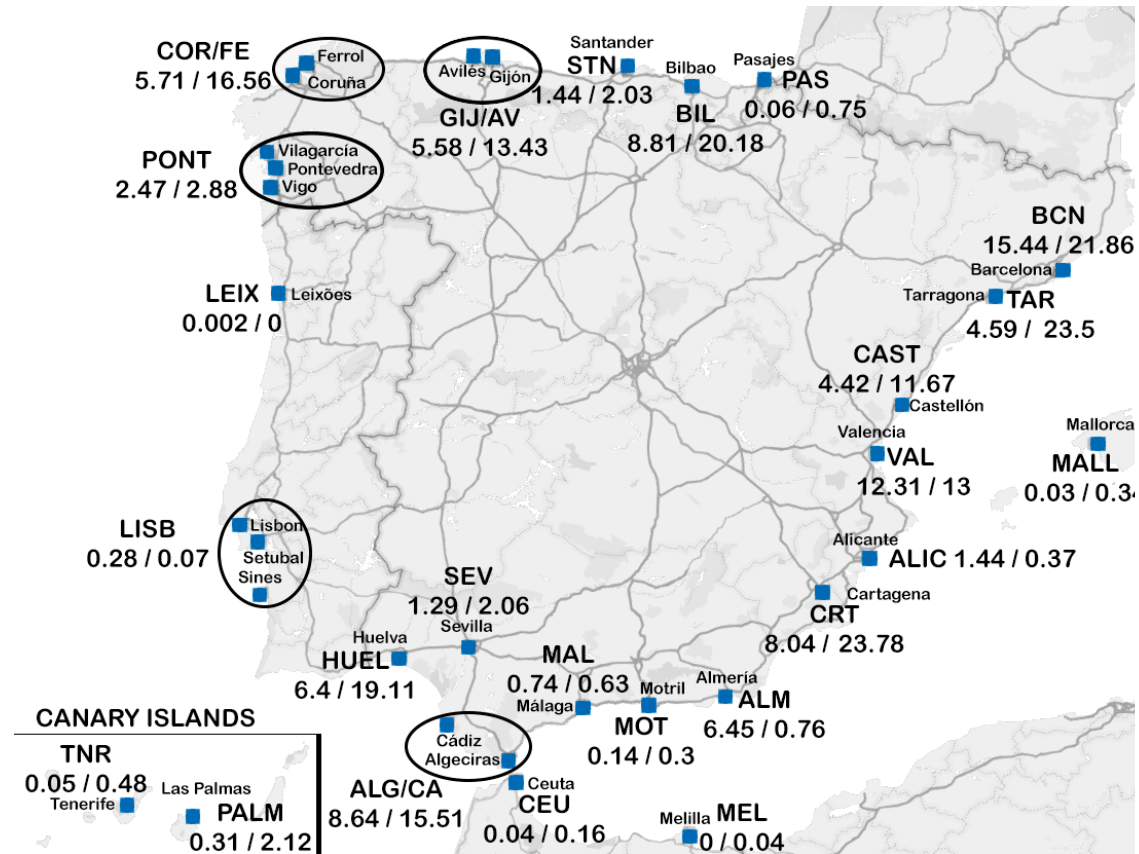 COR/FE
5.71 / 16.56
Ferrol
Coruña
Avilés
Gijón
GIJ/AV
5.58 / 13.43
Santander
STN
1.44 / 2.03
Bilbao
BIL
8.81 / 20.18
Pasajes
PAS
0.06 / 0.75
PONT
2.47 / 2.88
Vilagarcía
Pontevedra
Vigo
BCN
15.44 / 21.86
Barcelona
LEIX
0.002 / 0
Leixões
Tarragona
TAR
4.59 / 23.5
CAST
4.42 / 11.67
Castellón
Valencia
VAL
12.31 / 13
Mallorca
MALL
0.03 / 0.34
LISB
0.28 / 0.07
Lisbon
Setubal
Sines
Alicante
ALIC 1.44 / 0.37
Cartagena
CRT
8.04 / 23.78
SEV
1.29 / 2.06
Sevilla
Huelva
HUEL
6.4 / 19.11
MAL
0.74 / 0.63
Málaga
Motril
MOT
0.14 / 0.3
Almería
ALM
6.45 / 0.76
Cádiz
Algeciras
ALG/CA
8.64 / 15.51
Ceuta
CEU
0.04 / 0.16
Melilla
MEL
0 / 0.04
CANARY ISLANDS
TNR
0.05 / 0.48
Tenerife
Las Palmas
PALM
0.31 / 2.12